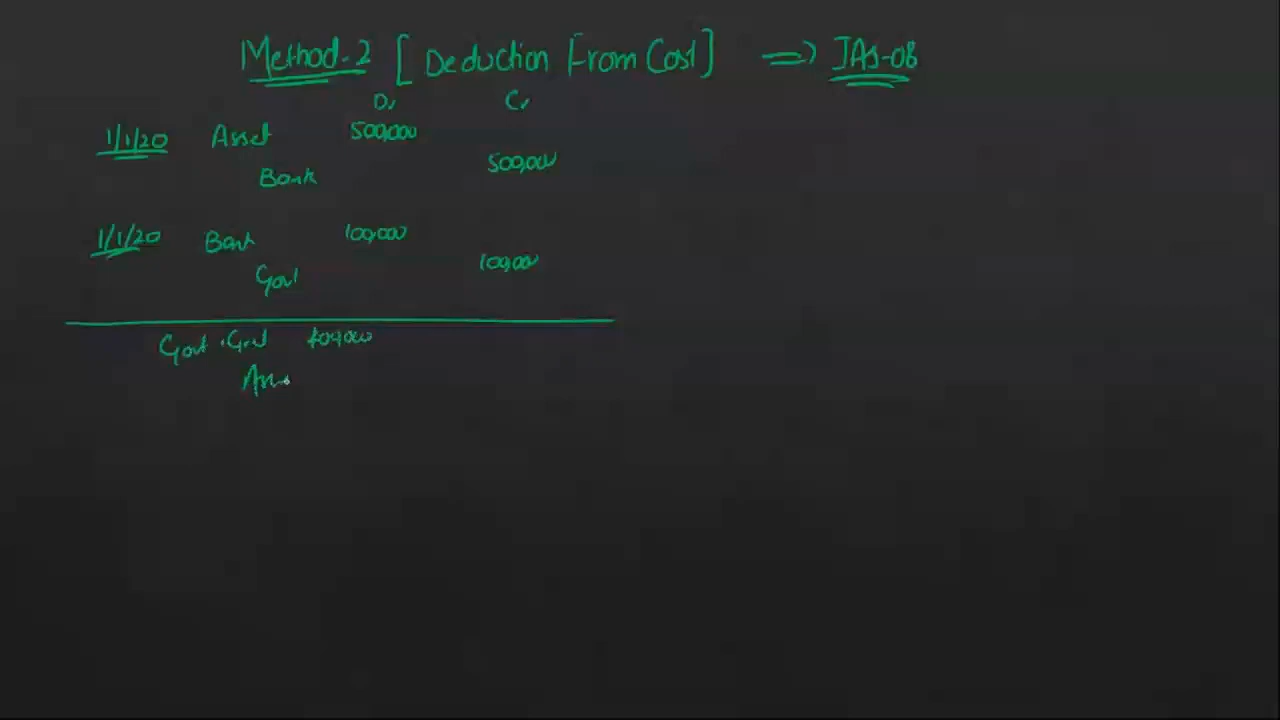 Method-2 [Deduction From Cost] => IAS-08
Dr Cr
1/1/20 Asset 500,000
Bank 500,000
1/1/20 Bank 100,000
Govt 100,000
Govt. Grnt 100,000